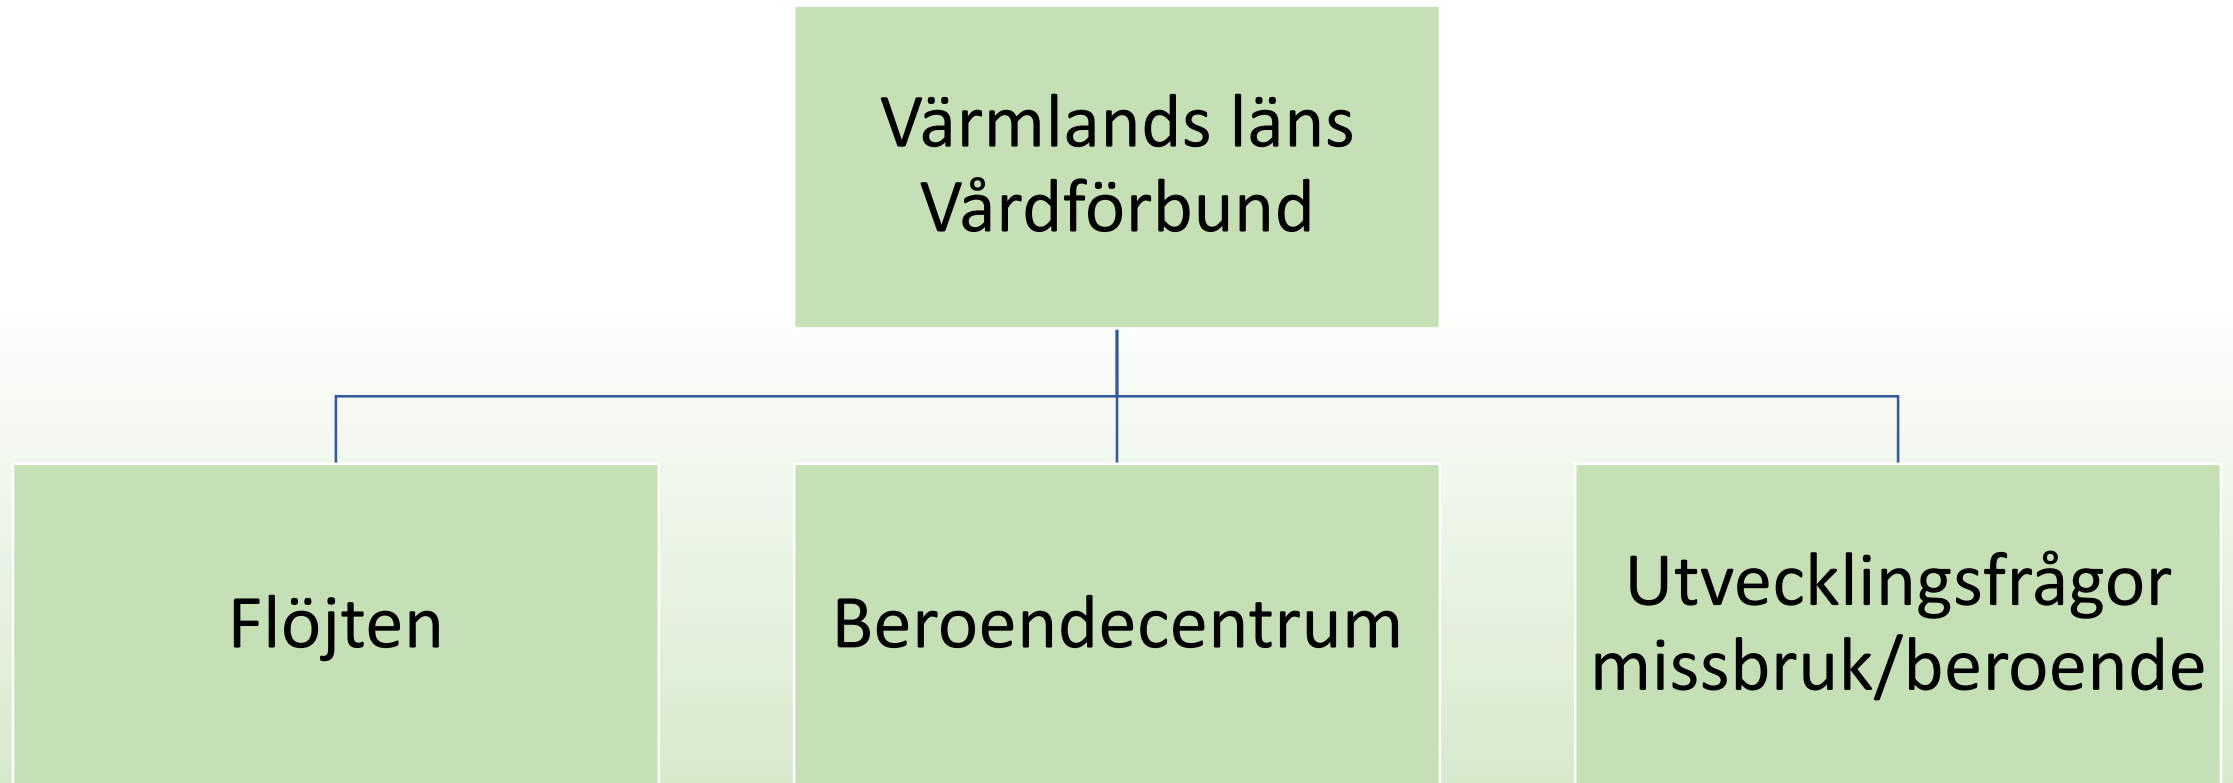 Värmlands läns
Vårdförbund
Flöjten
Beroendecentrum
Utvecklingsfrågor
missbruk/beroende